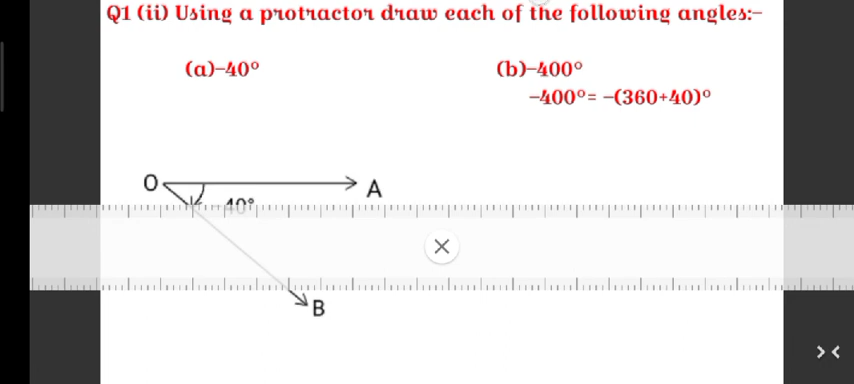 Q1 (ii) Using a protractor draw each of the following angles:-
(a)-40°
(b)-400°
-400°= -(360+40)°
O
A
40°
B